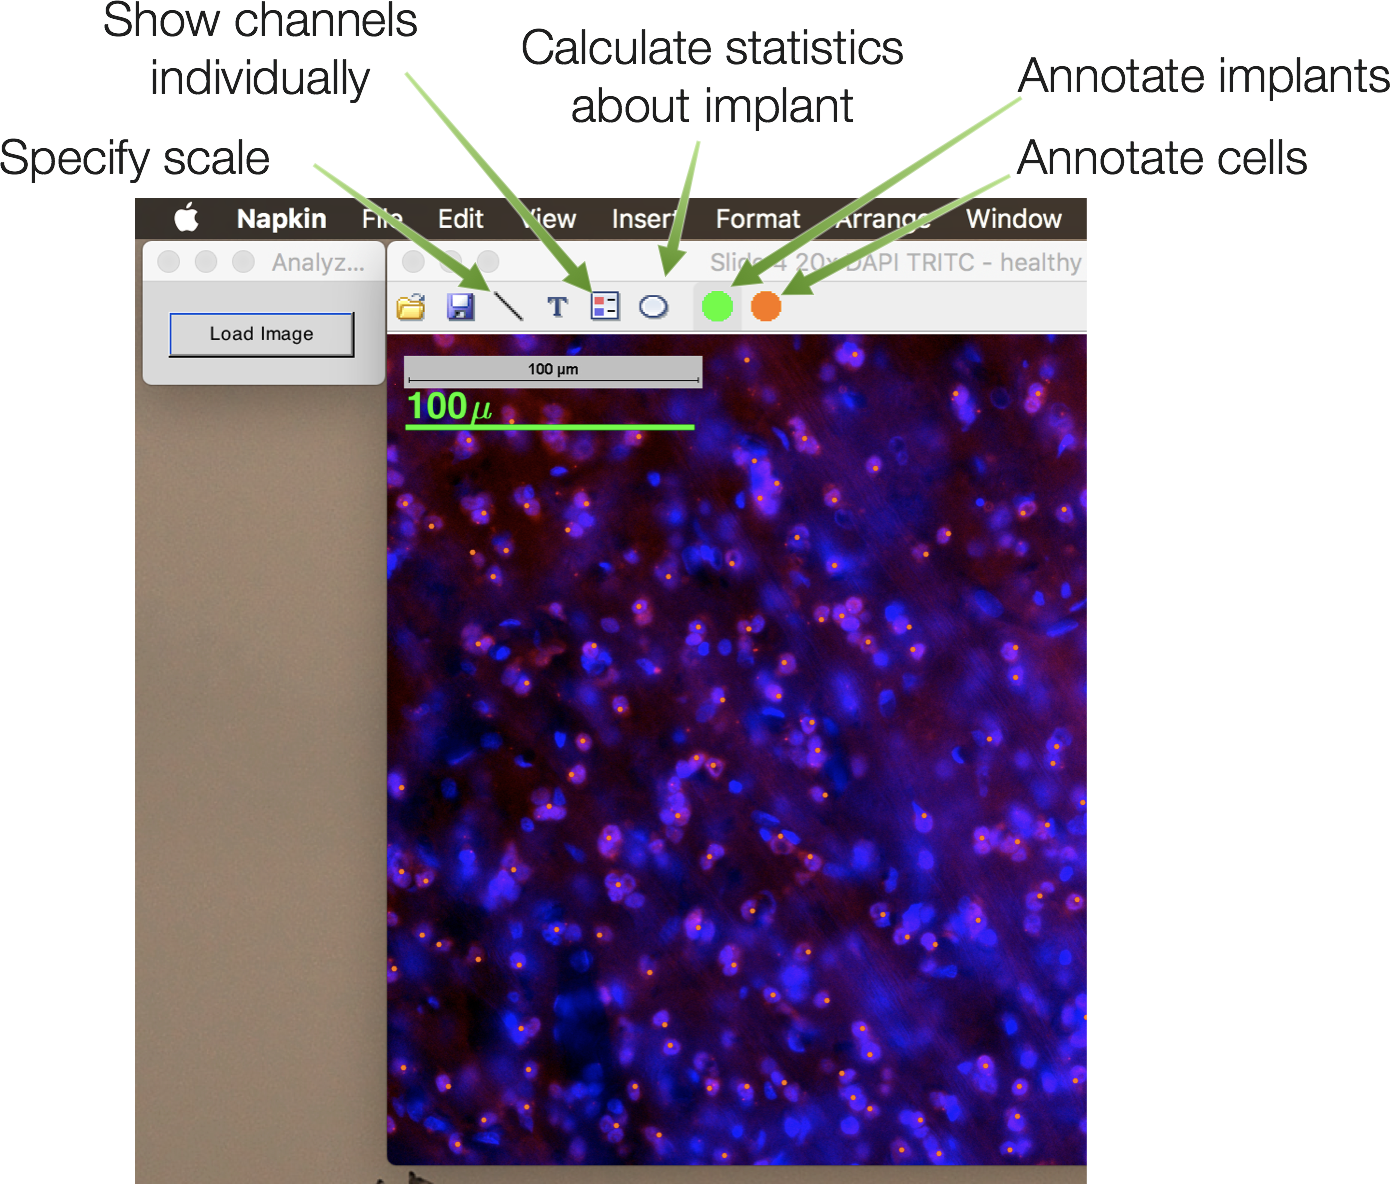 Show channels
individually
Calculate statistics
about implant
Annotate implants
Specify scale
Annotate cells
Napkin File Edit View Insert Format Arrange Window
Analyz...
Slide 4 20x DAPI TRITC - healthy
T
Load Image
100 µm
100 µ